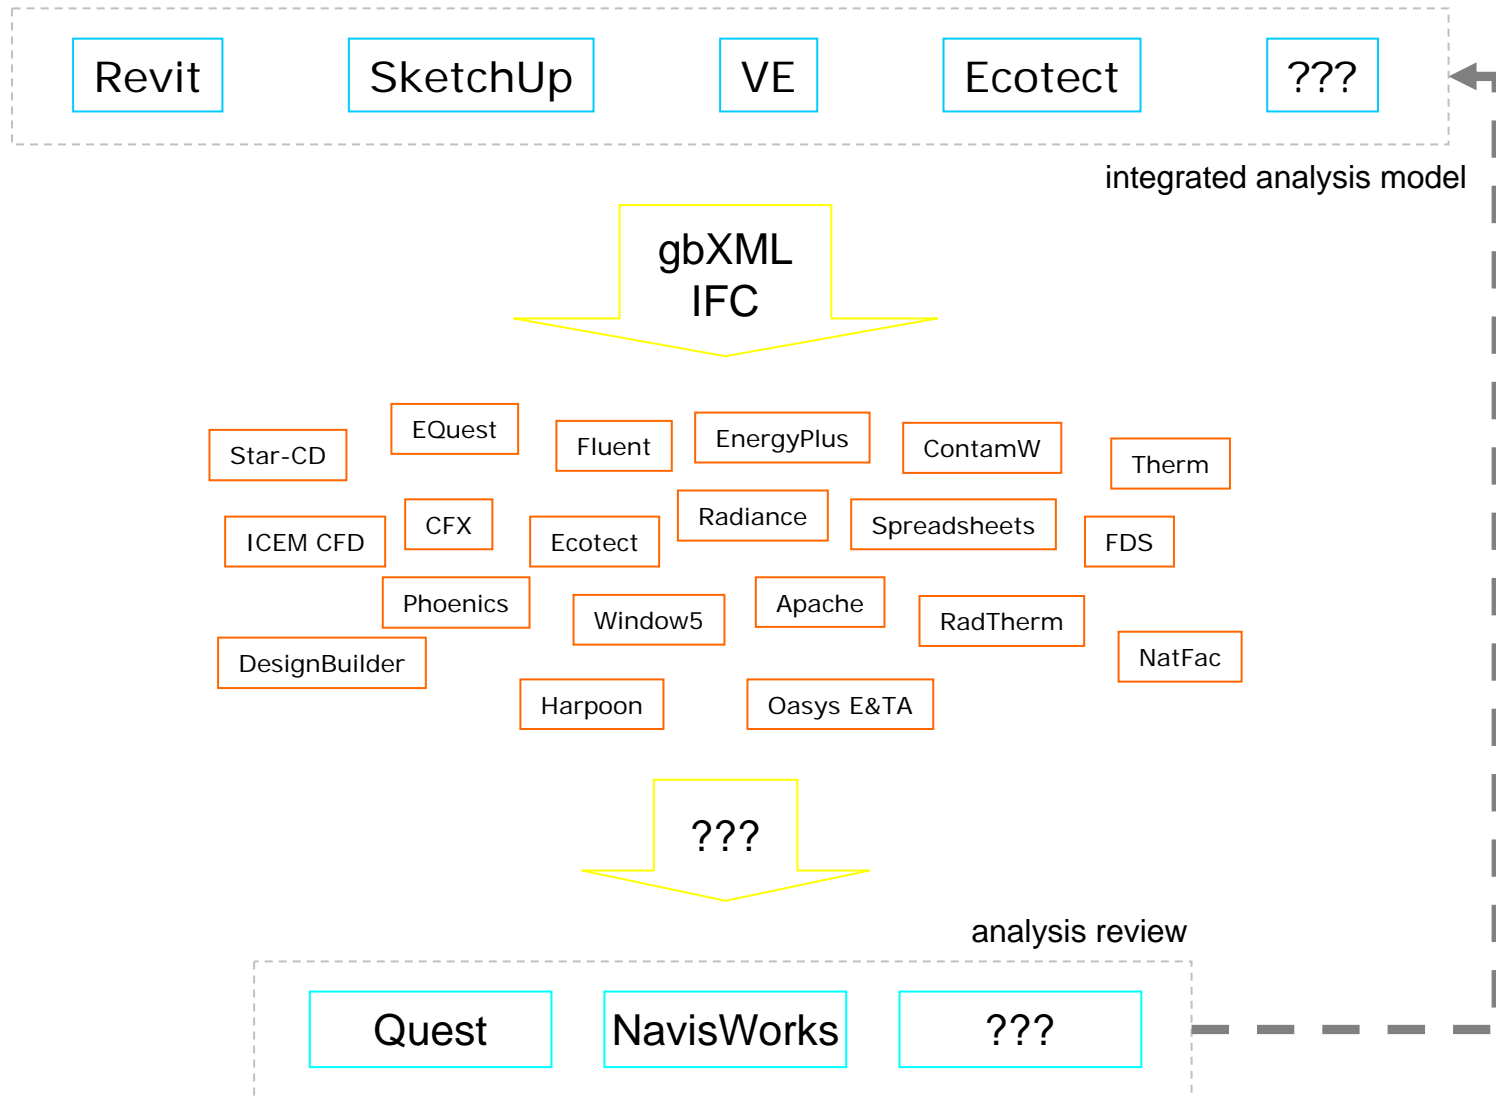 Revit
SketchUp
VE
Ecotect
???
integrated analysis model
gbXML
IFC
Star-CD
EQuest
Fluent
EnergyPlus
ContamW
Therm
ICEM CFD
CFX
Ecotect
Radiance
Spreadsheets
FDS
Phoenics
Window5
Apache
RadTherm
DesignBuilder
NatFac
Harpoon
Oasys E&TA
???
analysis review
Quest
NavisWorks
???